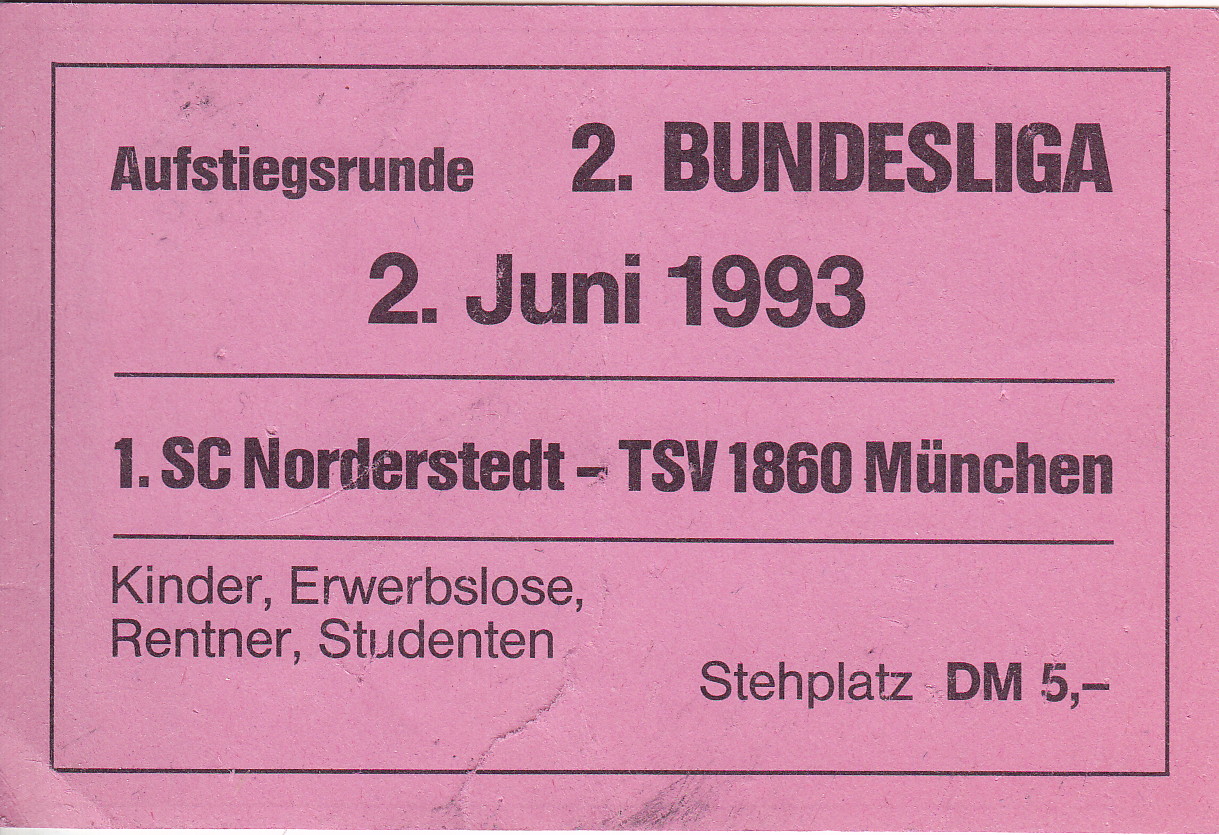 Aufstiegsrunde 2. BUNDESLIGA
2. Juni 1993
1. SC Norderstedt – TSV 1860 München
Kinder, Erwerbslose,
Rentner, Studenten
Stehplatz DM 5,–